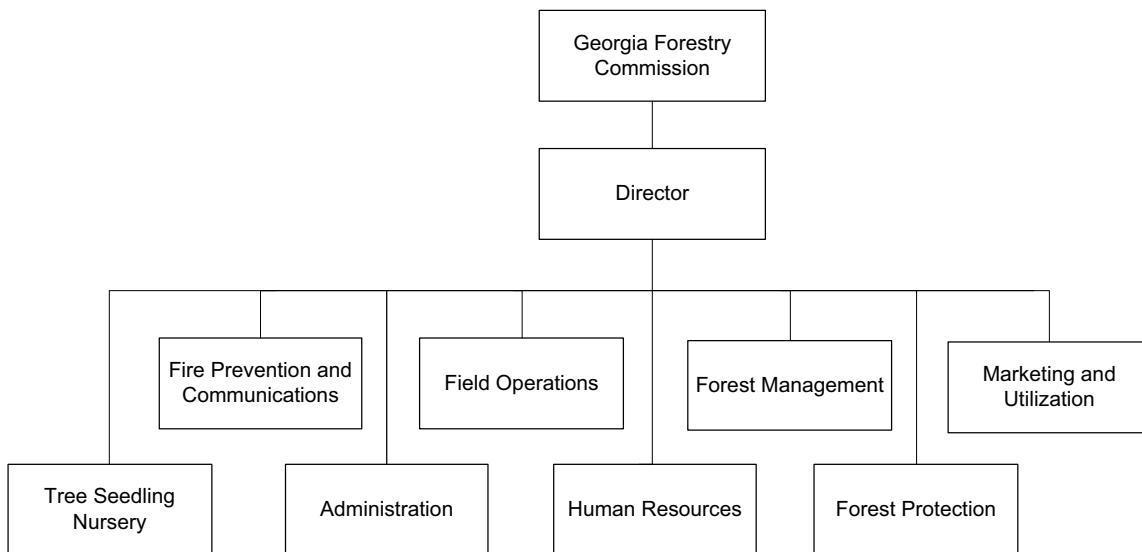 Georgia Forestry
Commission
Director
Fire Prevention and
Communications
Field Operations
Forest Management
Marketing and
Utilization
Tree Seedling
Nursery
Administration
Human Resources
Forest Protection